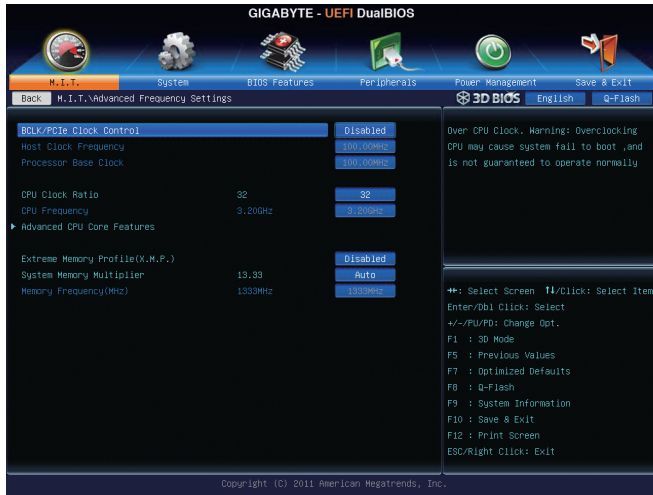 GIGABYTE - UEFI DualBIOS
M.I.T. System BIOS Features Peripherals Power Management Save & Exit
Back M.I.T.\Advanced Frequency Settings 3D BIOS English Q-Flash
BCLK/PCIe Clock Control Disabled
Host Clock Frequency 100.00MHz
Processor Base Clock 100.00MHz
CPU Clock Ratio 32 32
CPU Frequency 3.20GHz 3.20GHz
Advanced CPU Core Features
Extreme Memory Profile(X.M.P.) Disabled
System Memory Multiplier 13.33 Auto
Memory Frequency(MHz) 1333MHz 1333MHz
Over CPU Clock. Warning: Overclocking
CPU may cause system fail to boot ,and
is not guaranteed to operate normally
→←: Select Screen ↑↓/Click: Select Item
Enter/Dbl Click: Select
+/-/PU/PD: Change Opt.
F1 : 3D Mode
F5 : Previous Values
F7 : Optimized Defaults
F8 : Q-Flash
F9 : System Information
F10 : Save & Exit
F12 : Print Screen
ESC/Right Click: Exit
Copyright (C) 2011 American Megatrends, Inc.